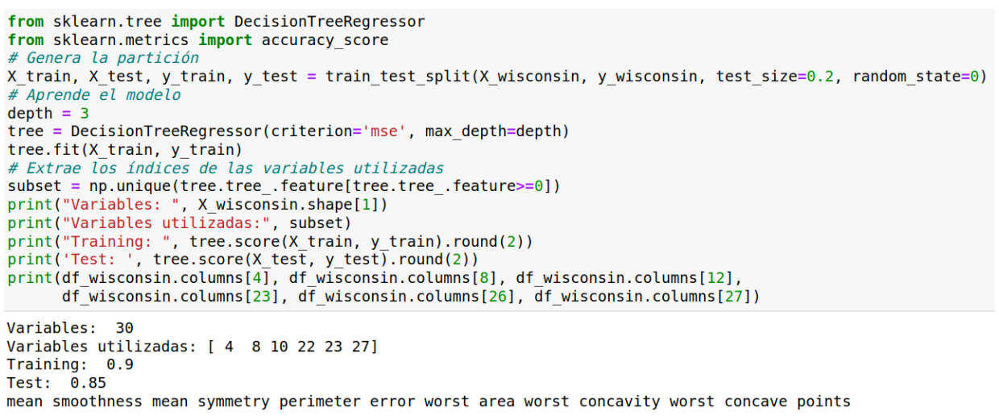 from sklearn.tree import DecisionTreeRegressor
from sklearn.metrics import accuracy_score
# Genera la partición
X_train, X_test, y_train, y_test = train_test_split(X_wisconsin, y_wisconsin, test_size=0.2, random_state=0)
# Aprende el modelo
depth = 3
tree = DecisionTreeRegressor(criterion='mse', max_depth=depth)
tree.fit(X_train, y_train)
# Extrae los índices de las variables utilizadas
subset = np.unique(tree.tree_.feature[tree.tree_.feature>=0])
print("Variables: ", X_wisconsin.shape[1])
print("Variables utilizadas:", subset)
print("Training: ", tree.score(X_train, y_train).round(2))
print('Test: ', tree.score(X_test, y_test).round(2))
print(df_wisconsin.columns[4], df_wisconsin.columns[8], df_wisconsin.columns[12],
      df_wisconsin.columns[23], df_wisconsin.columns[26], df_wisconsin.columns[27])
Variables:  30
Variables utilizadas: [ 4  8 10 22 23 27]
Training:  0.9
Test:  0.85
mean smoothness mean symmetry perimeter error worst area worst concavity worst concave points